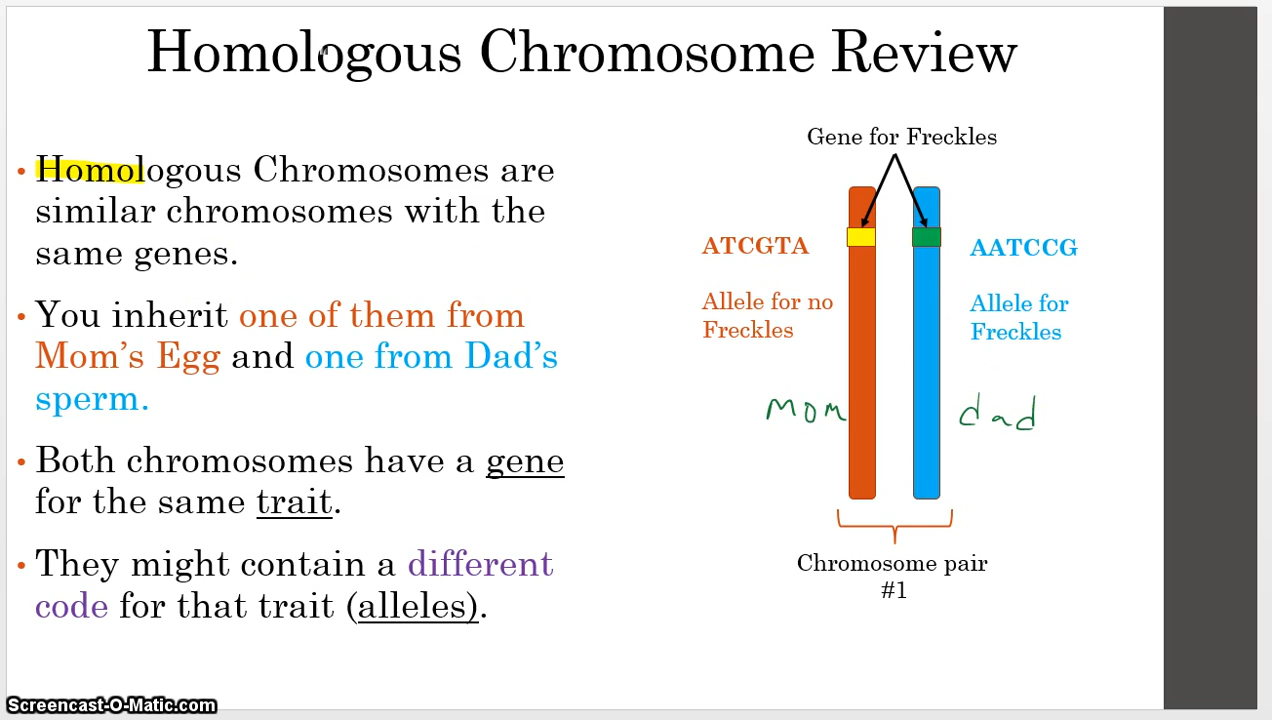 Homologous Chromosome Review
• Homologous Chromosomes are
similar chromosomes with the
same genes.
• You inherit one of them from
Mom's Egg and one from Dad's
sperm.
• Both chromosomes have a gene
for the same trait.
• They might contain a different
code for that trait (alleles).
Gene for Freckles
ATCGTA
AATCCG
Allele for no
Freckles
Allele for
Freckles
mom
dad
Chromosome pair
#1
Screencast-O-Matic.com